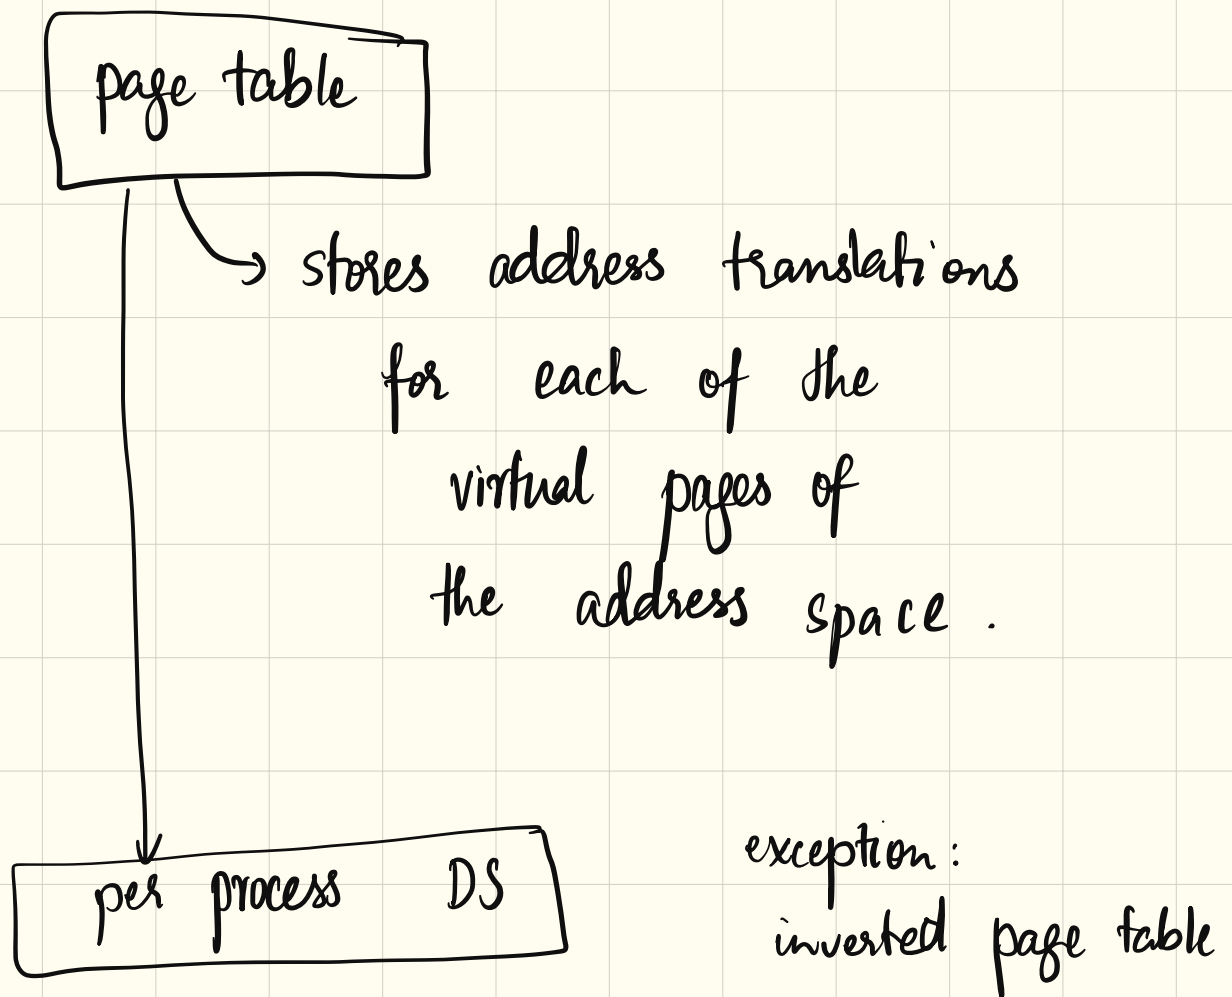 page table
stores address translations
for each of the
virtual pages of
the address space.
per process DS
exception:
inverted page table